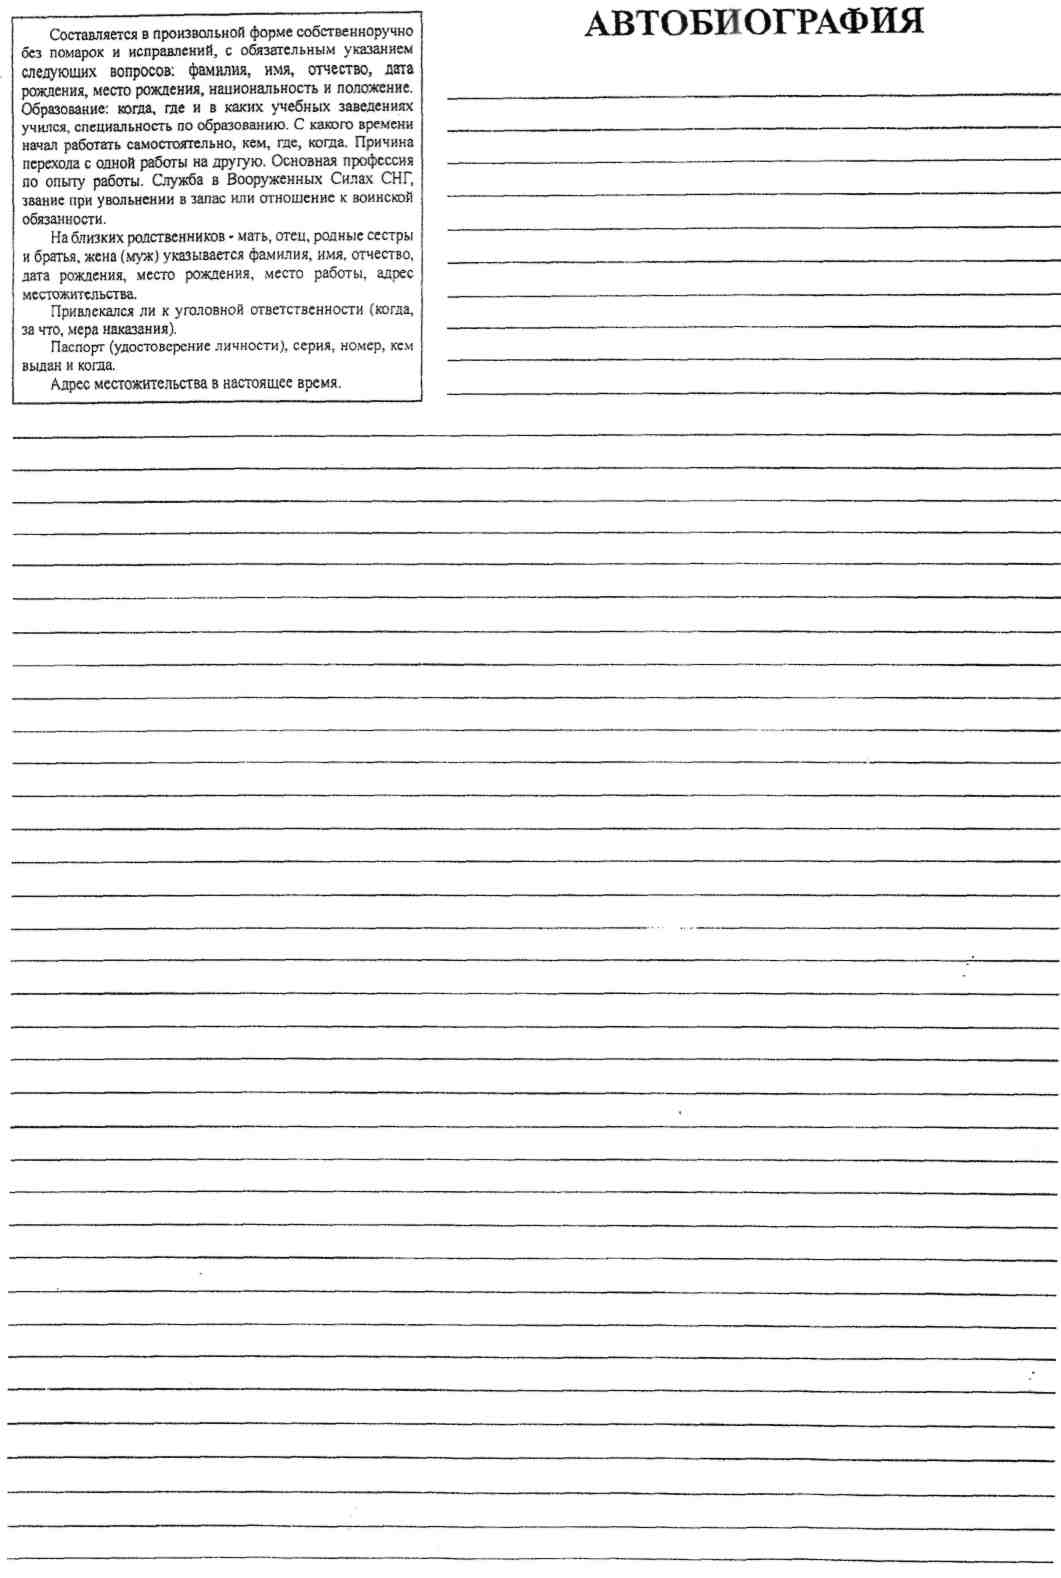 АВТОБИОГРАФИЯ
Составляется в произвольной форме собственноручно
без помарок и исправлений, с обязательным указанием
следующих вопросов: фамилия, имя, отчество, дата
рождения, место рождения, национальность и положение.
Образование: когда, где и в каких учебных заведениях
учился, специальность по образованию. С какого времени
начал работать самостоятельно, кем, где, когда. Причина
перехода с одной работы на другую. Основная профессия
по опыту работы. Служба в Вооруженных Силах СНГ,
звание при увольнении в запас или отношение к воинской
обязанности.
На близких родственников - мать, отец, родные сестры
и братья, жена (муж) указывается фамилия, имя, отчество,
дата рождения, место рождения, место работы, адрес
местожительства.
Привлекался ли к уголовной ответственности (когда,
за что, мера наказания).
Паспорт (удостоверение личности), серия, номер, кем
выдан и когда.
Адрес местожительства в настоящее время.